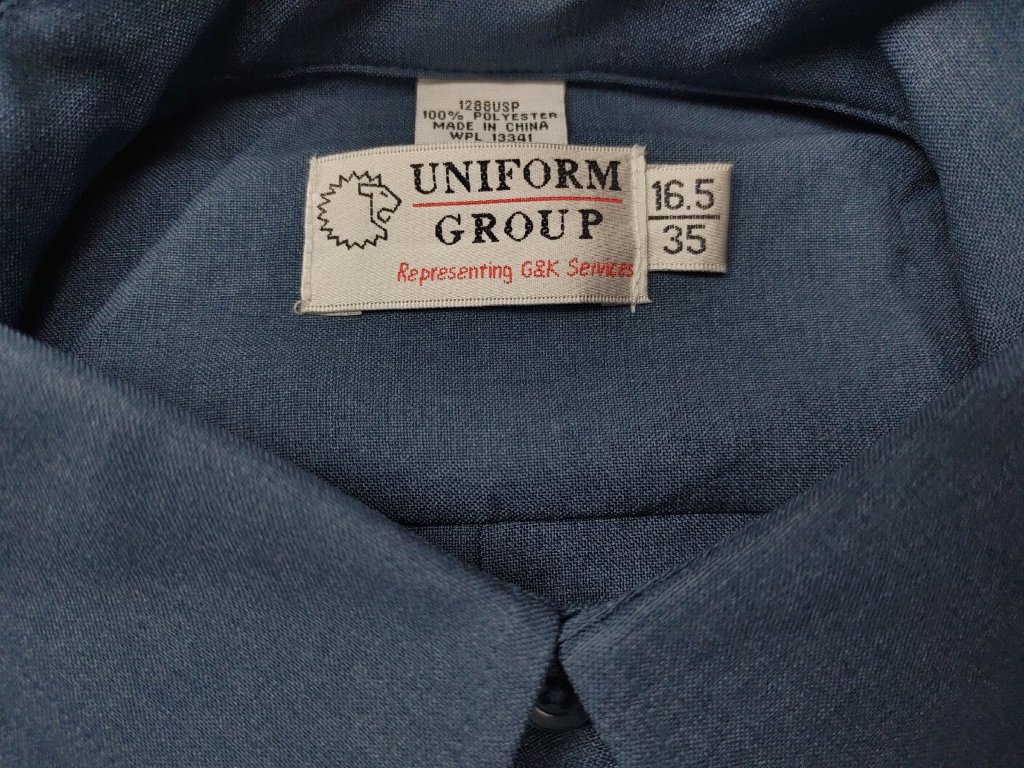 1288USP
100% POLYESTER
MADE IN CHINA
WPL 13341
UNIFORM
GROUP
Representing G&K Services
16.5
35